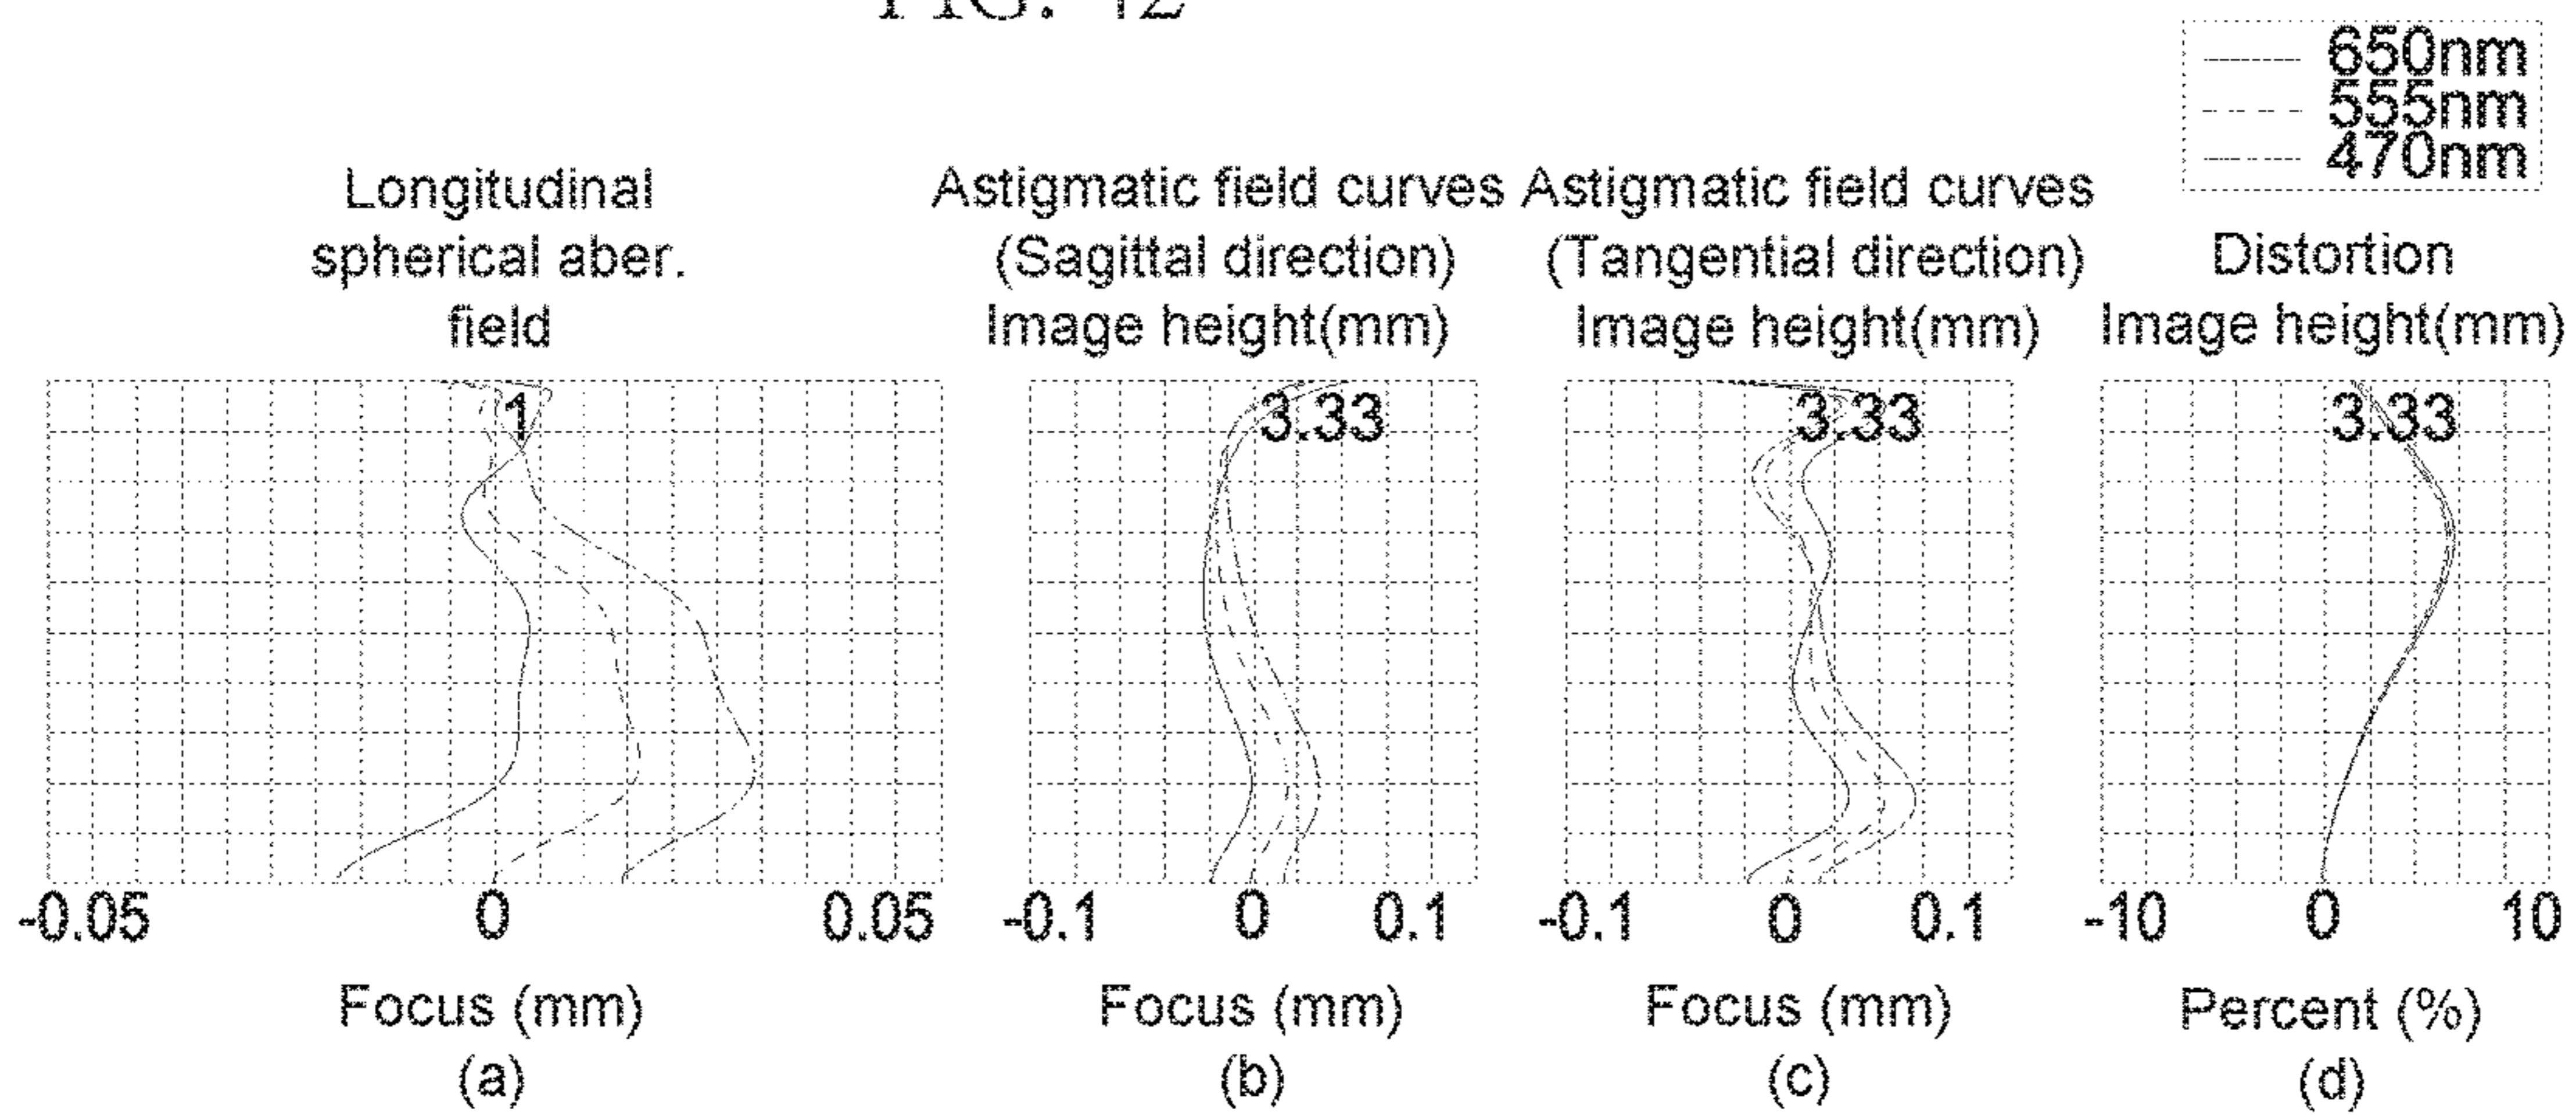 FIG. 42
650nm
555nm
470nm
Longitudinal
spherical aber.
field
Astigmatic field curves
(Sagittal direction)
Image height(mm)
Astigmatic field curves
(Tangential direction)
Image height(mm)
Distortion
Image height(mm)
1
3.33
3.33
3.33
-0.05 0 0.05
-0.1 0 0.1
-0.1 0 0.1
-10 0 10
Focus (mm)
Focus (mm)
Focus (mm)
Percent (%)
(a)
(b)
(c)
(d)